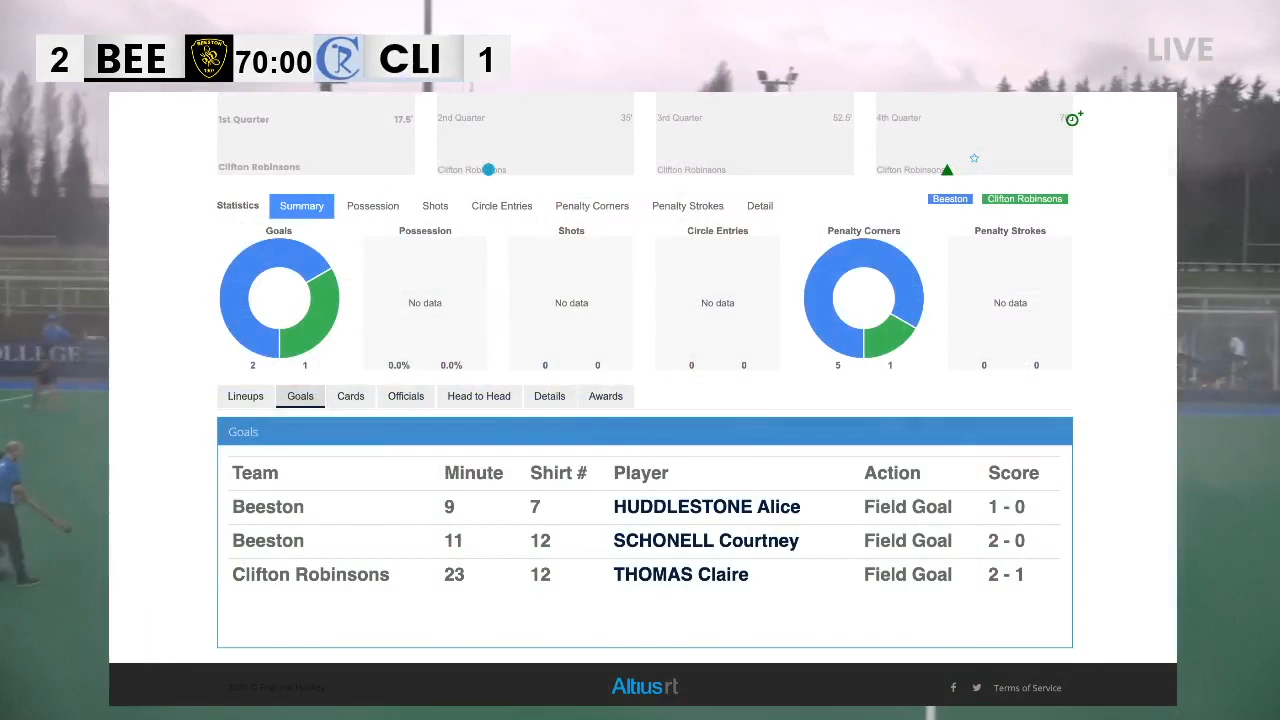 2 BEE 70:00 CLI 1
LIVE
1st Quarter 17.5' 2nd Quarter 35' 3rd Quarter 52.5' 4th Quarter
Clifton Robinsons Clifton Robinsons Clifton Robinsons Clifton Robinsons
Statistics Summary Possession Shots Circle Entries Penalty Corners Penalty Strokes Detail Beeston Clifton Robinsons
Goals Possession Shots Circle Entries Penalty Corners Penalty Strokes
No data No data No data No data
2 1 0.0% 0.0% 0 0 0 0 5 1 0 0
COLLEGE
Lineups Goals Cards Officials Head to Head Details Awards
Goals
Team Minute Shirt # Player Action Score
Beeston 9 7 HUDDLESTONE Alice Field Goal 1 - 0
Beeston 11 12 SCHONELL Courtney Field Goal 2 - 0
Clifton Robinsons 23 12 THOMAS Claire Field Goal 2 - 1
2020 © England Hockey Altiusrt Terms of Service